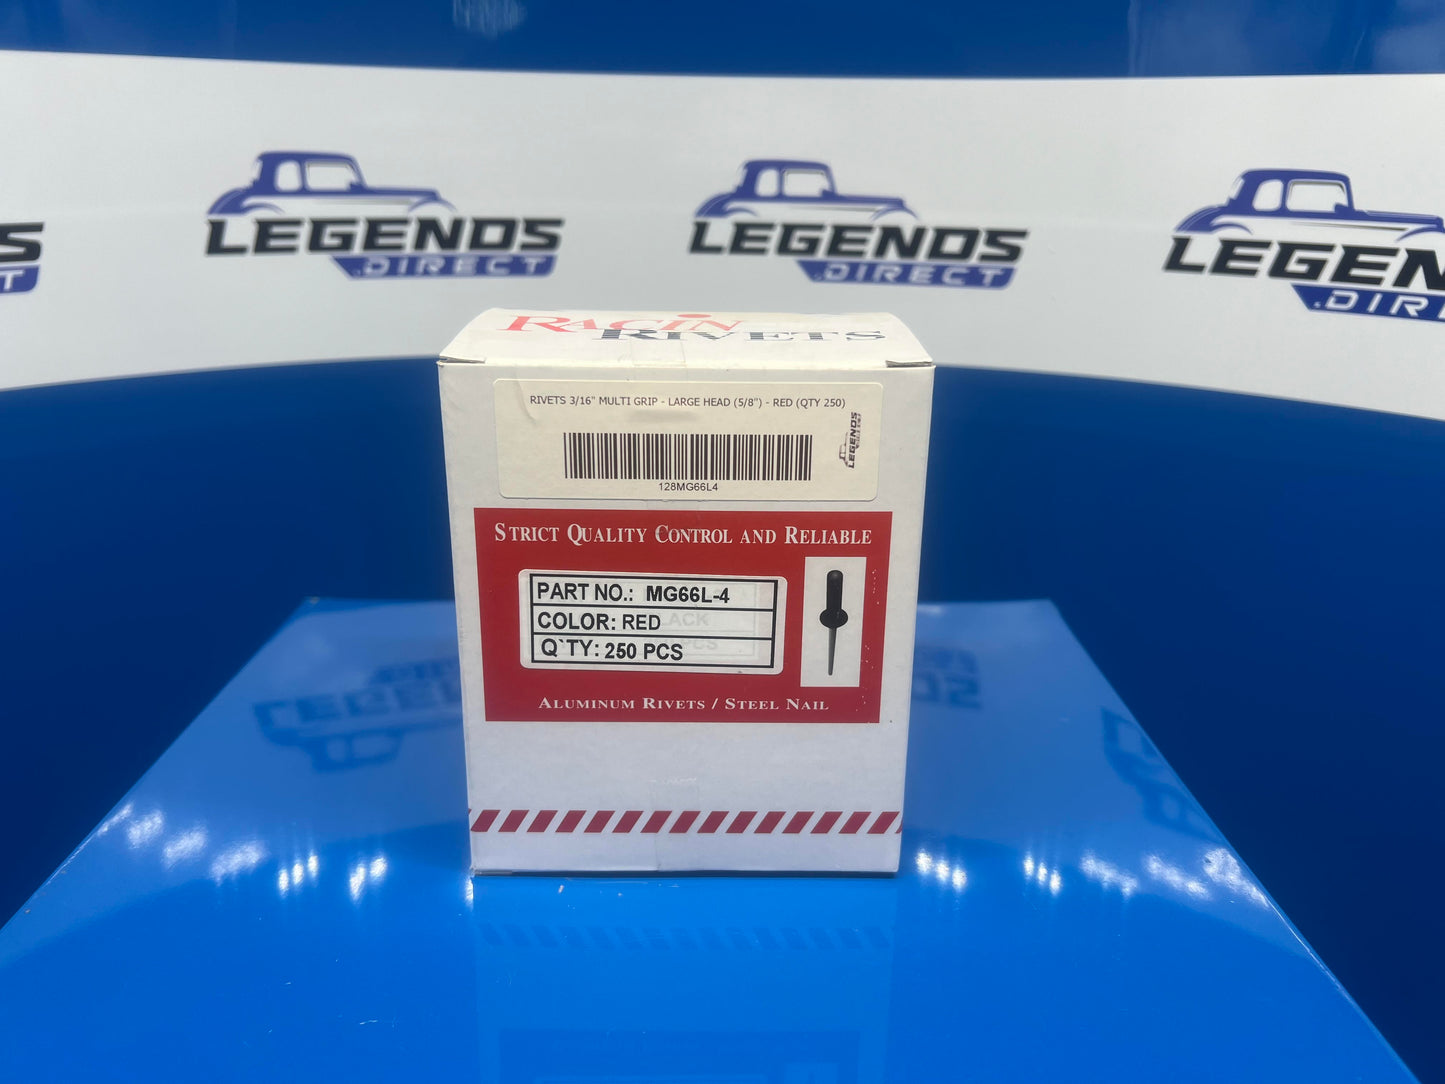 LEGENDS
.DIRECT
LEGENDS
.DIRECT
LEGEN
.DIR
S
T
RACIN
RIVETS
RIVETS 3/16" MULTI GRIP - LARGE HEAD (5/8") - RED (QTY 250)
LEGENDS
128MG66L4
STRICT QUALITY CONTROL AND RELIABLE
PART NO.: MG66L-4
COLOR: RED
Q`TY: 250 PCS
ALUMINUM RIVETS / STEEL NAIL